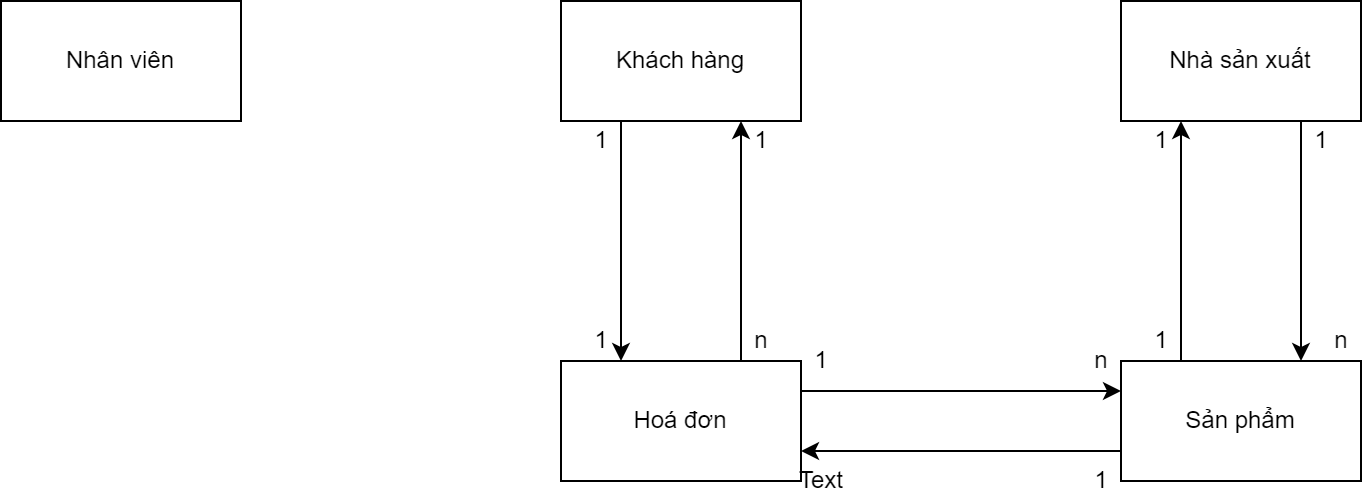 Nhân viên
Khách hàng
Nhà sản xuất
1
1
1
1
1
n
1
n
1
n
Hoá đơn
Sản phẩm
Text
1